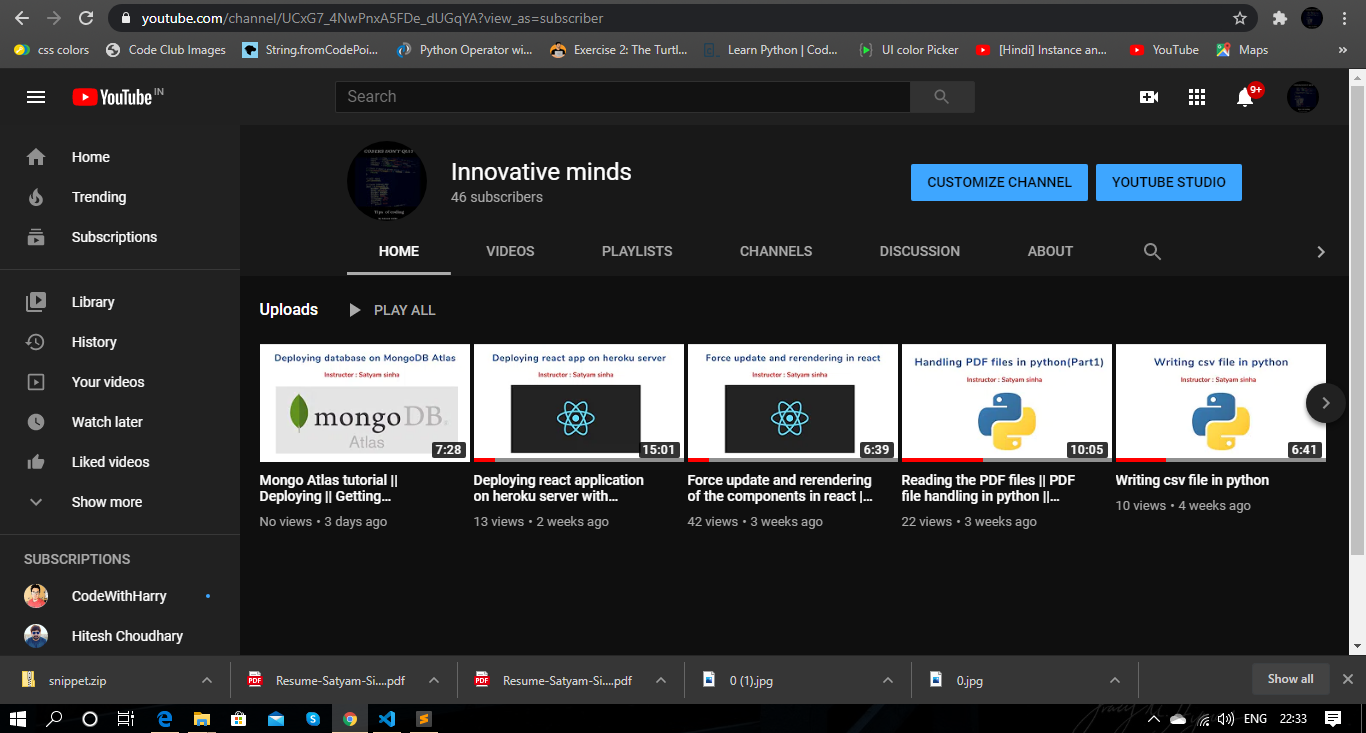 youtube.com/channel/UCxG7_4NwPnxA5FDe_dUGqYA?view_as=subscriber
css colors Code Club Images String.fromCodePoi... Python Operator wi... Exercise 2: The Turtl... Learn Python | Cod... UI color Picker [Hindi] Instance an... YouTube Maps »
YouTube IN Search 9+
Home
Trending
Subscriptions
Library
History
Your videos
Watch later
Liked videos
Show more
SUBSCRIPTIONS
CodeWithHarry
Hitesh Choudhary
CODERS DON'T QUIT
Innovative minds
46 subscribers
CUSTOMIZE CHANNEL YOUTUBE STUDIO
HOME VIDEOS PLAYLISTS CHANNELS DISCUSSION ABOUT
Uploads PLAY ALL
Deploying database on MongoDB Atlas
Instructor : Satyam sinha
mongoDB.
Atlas
7:28
Mongo Atlas tutorial ||
Deploying || Getting...
No views • 3 days ago
Deploying react app on heroku server
Instructor : Satyam sinha
15:01
Deploying react application
on heroku server with...
13 views • 2 weeks ago
Force update and rerendering in react
Instructor : Satyam sinha
6:39
Force update and rerendering
of the components in react |...
42 views • 3 weeks ago
Handling PDF files in python(Part1)
Instructor : Satyam sinha
10:05
Reading the PDF files || PDF
file handling in python ||...
22 views • 3 weeks ago
Writing csv file in python
Instructor : Satyam sinha
6:41
Writing csv file in python
10 views • 4 weeks ago
snippet.zip PDF Resume-Satyam-Si....pdf PDF Resume-Satyam-Si....pdf 0 (1).jpg 0.jpg Show all
ENG 22:33